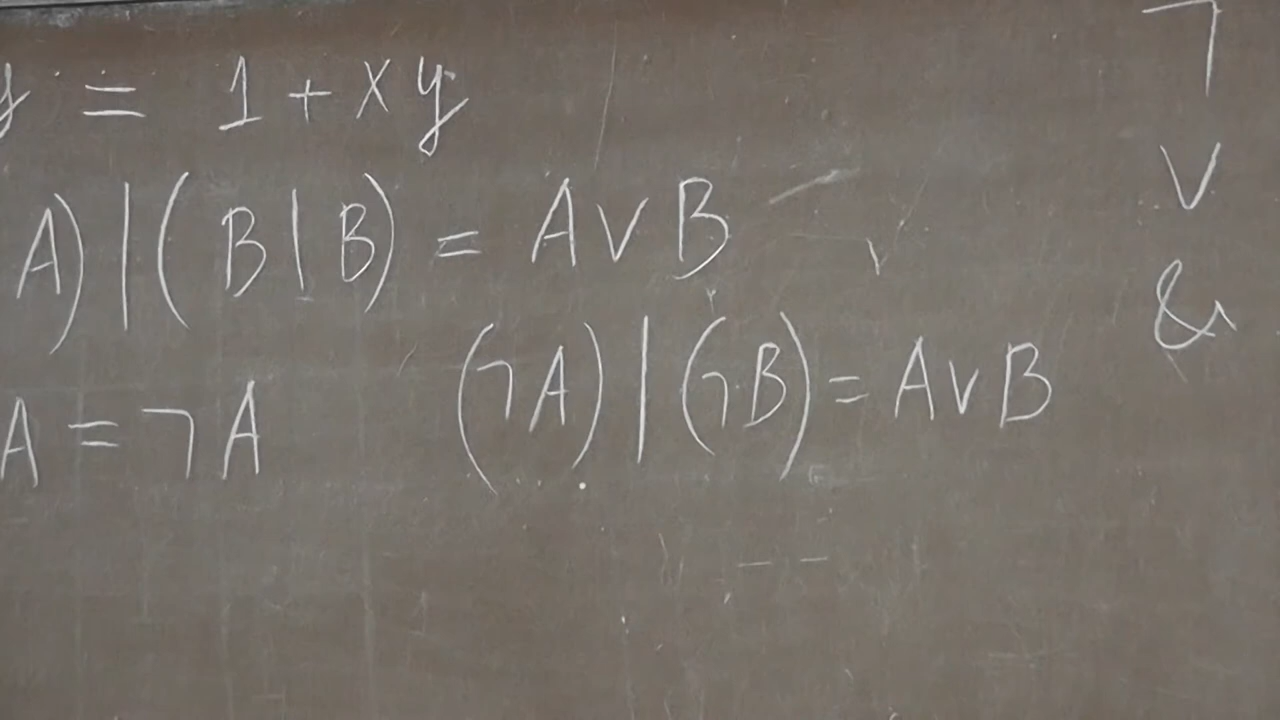 y = 1 + xy
A) | (B | B) = A ∨ B
A = ¬A
(¬A) | (¬B) = A ∨ B
¬
∨
&